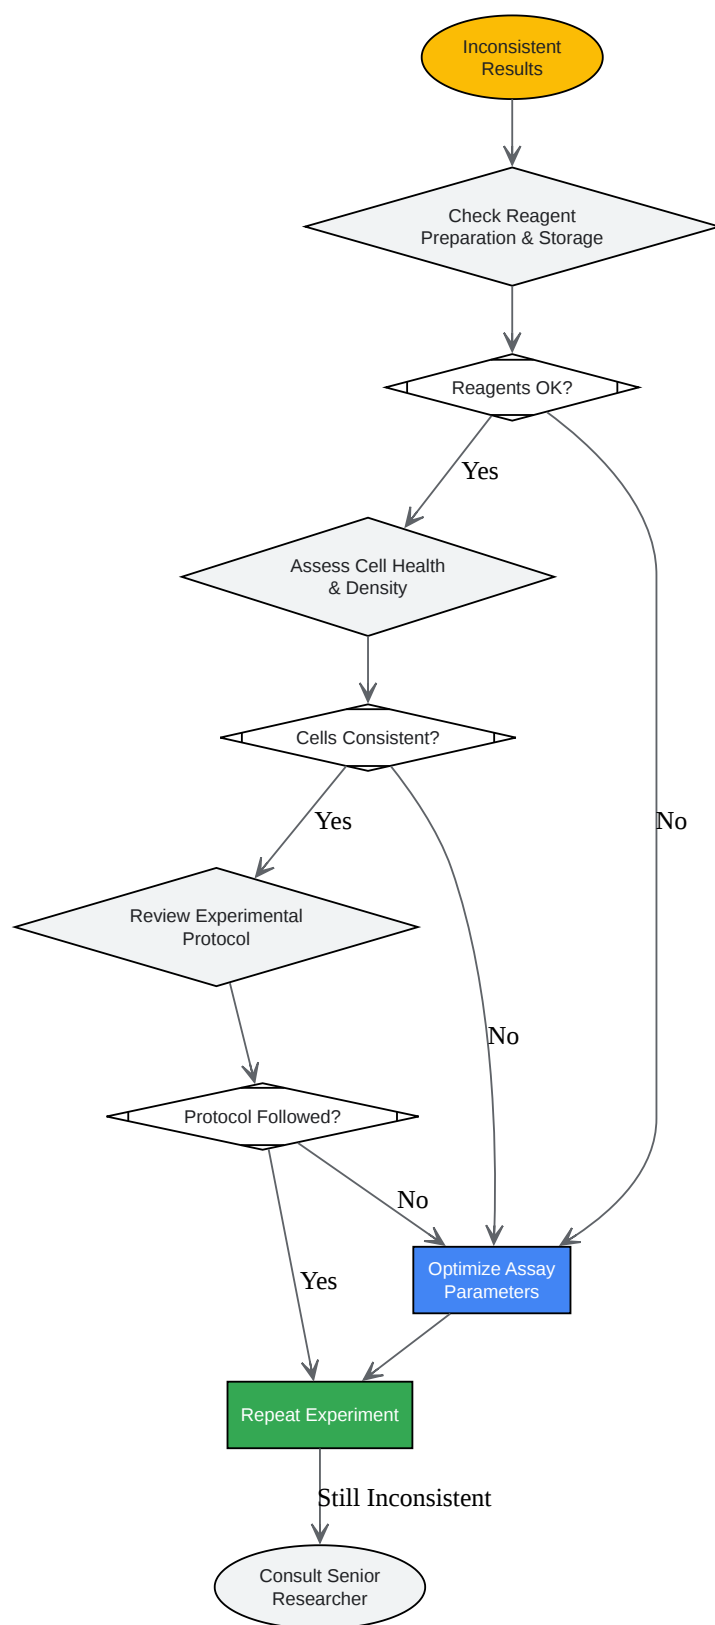 Inconsistent
Results
Check Reagent
Preparation & Storage
Reagents OK?
Yes
Assess Cell Health
& Density
Cells Consistent?
Yes
No
Review Experimental
Protocol
No
Protocol Followed?
No
Optimize Assay
Parameters
Yes
Repeat Experiment
Still Inconsistent
Consult Senior
Researcher